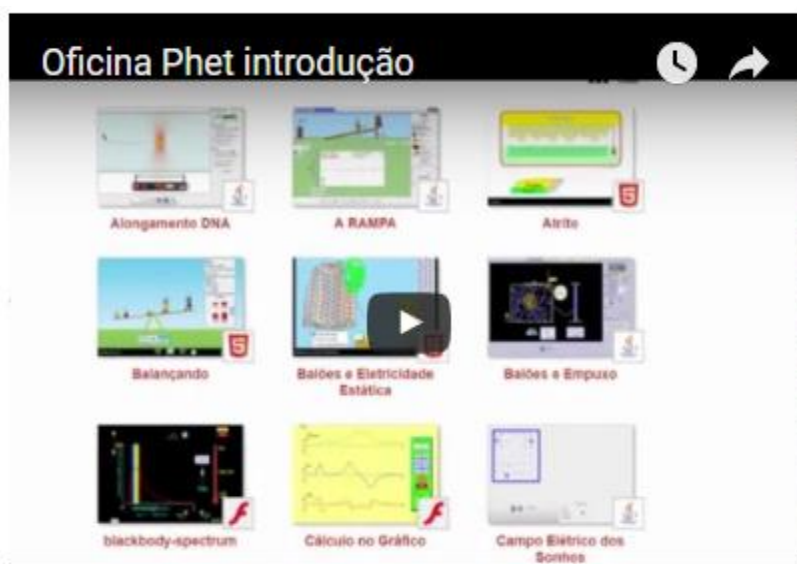 Oficina Phet introdução
Alongamento DNA
A RAMPA
Atrito
Balançando
Balões e Eletricidade
Estática
Balões e Empuxo
blackbody-spectrum
Cálculo no Gráfico
Campo Elétrico dos
Sonhos